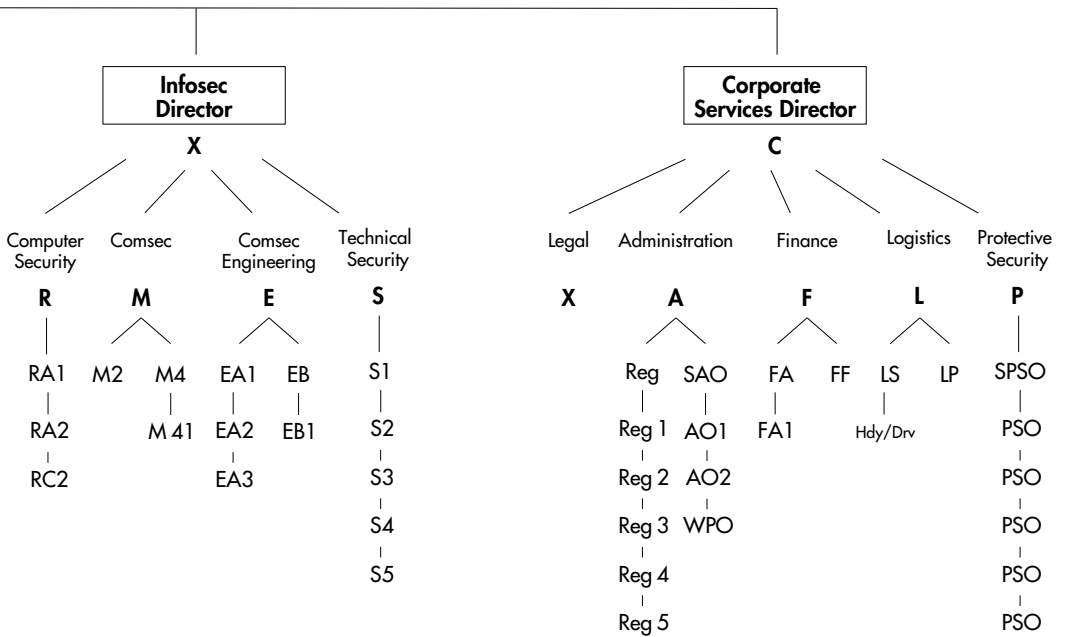 Infosec
Director
Corporate
Services Director
X
C
Computer
Security
Comsec
Comsec
Engineering
Technical
Security
Legal
Administration
Finance
Logistics
Protective
Security
R M E S X A F L P
RA1 M2 M4 EA1 EB S1 Reg SAO FA FF LS LP SPSO
RA2 M 41 EA2 EB1 S2 Reg 1 AO1 FA1 Hdy/Drv PSO
RC2 EA3 S3 Reg 2 AO2 PSO
S4 Reg 3 WPO PSO
S5 Reg 4 PSO
Reg 5 PSO